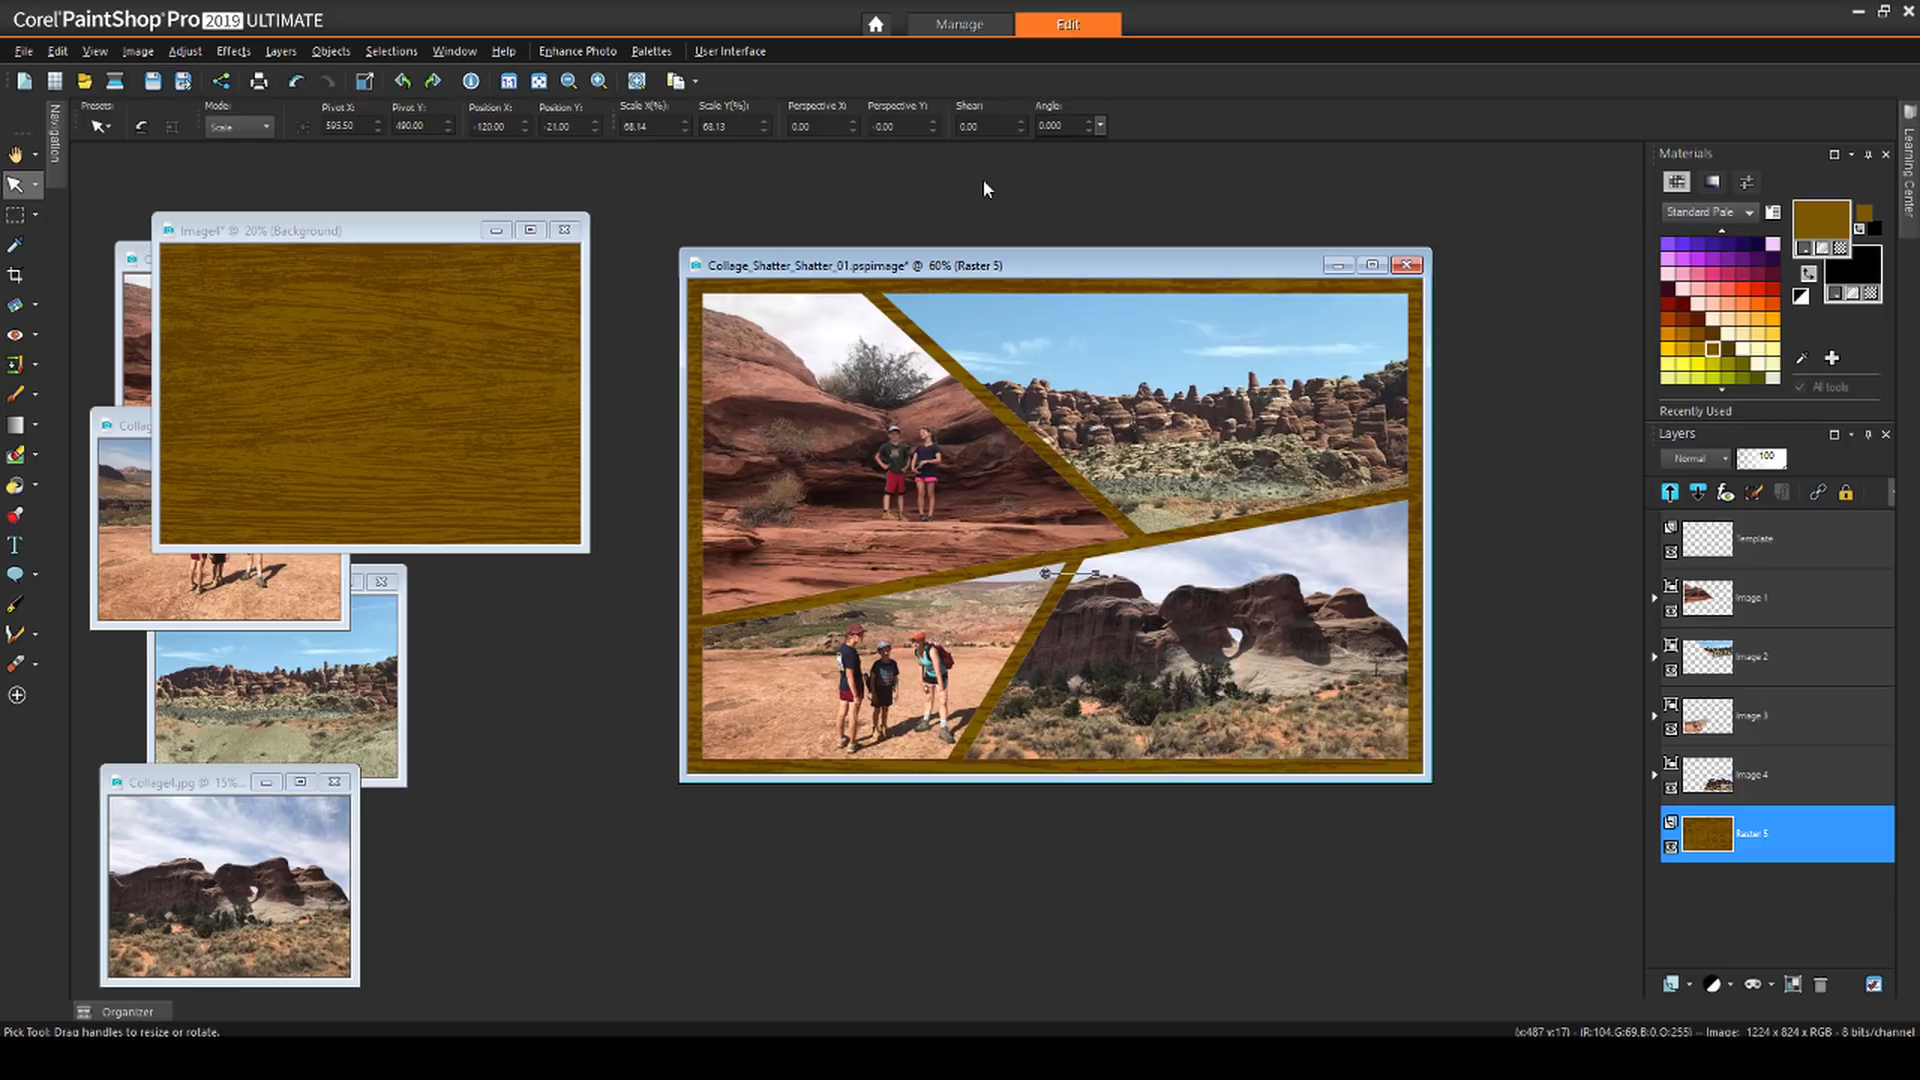 Corel PaintShop Pro 2019 ULTIMATE
Manage
Edit
File Edit View Image Adjust Effects Layers Objects Selections Window Help Enhance Photo Palettes User Interface
Presets: Mode: Pivot X: Pivot Y: Position X: Position Y: Scale X(%): Scale Y(%): Perspective X: Perspective Y: Shear: Angle:
Scale 595.50 490.00 -120.00 -21.00 68.14 68.13 0.00 -0.00 0.00 0.000
Navigation
Learning Center
Materials
Standard Pale
All tools
Recently Used
Layers
Normal 100
Template
Image 1
Image 2
Image 3
Image 4
Raster 5
Image4* @ 20% (Background)
Collag
Collage4.jpg @ 15%...
Collage_Shatter_Shatter_01.pspimage* @ 60% (Raster 5)
Organizer
Pick Tool: Drag handles to resize or rotate.
(x:487 y:17) - (R:104,G:69,B:0,O:255) -- Image: 1224 x 824 x RGB - 8 bits/channel